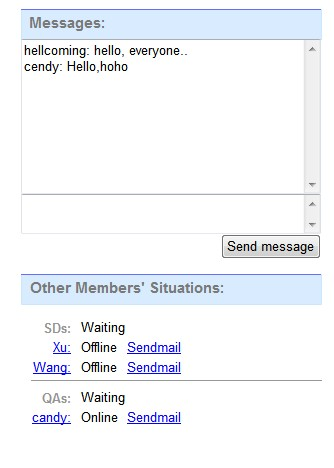 Messages:
hellcoming: hello, everyone..
cendy: Hello,hoho
Send message
Other Members' Situations:
SDs: Waiting
Xu: Offline Sendmail
Wang: Offline Sendmail
QAs: Waiting
candy: Online Sendmail